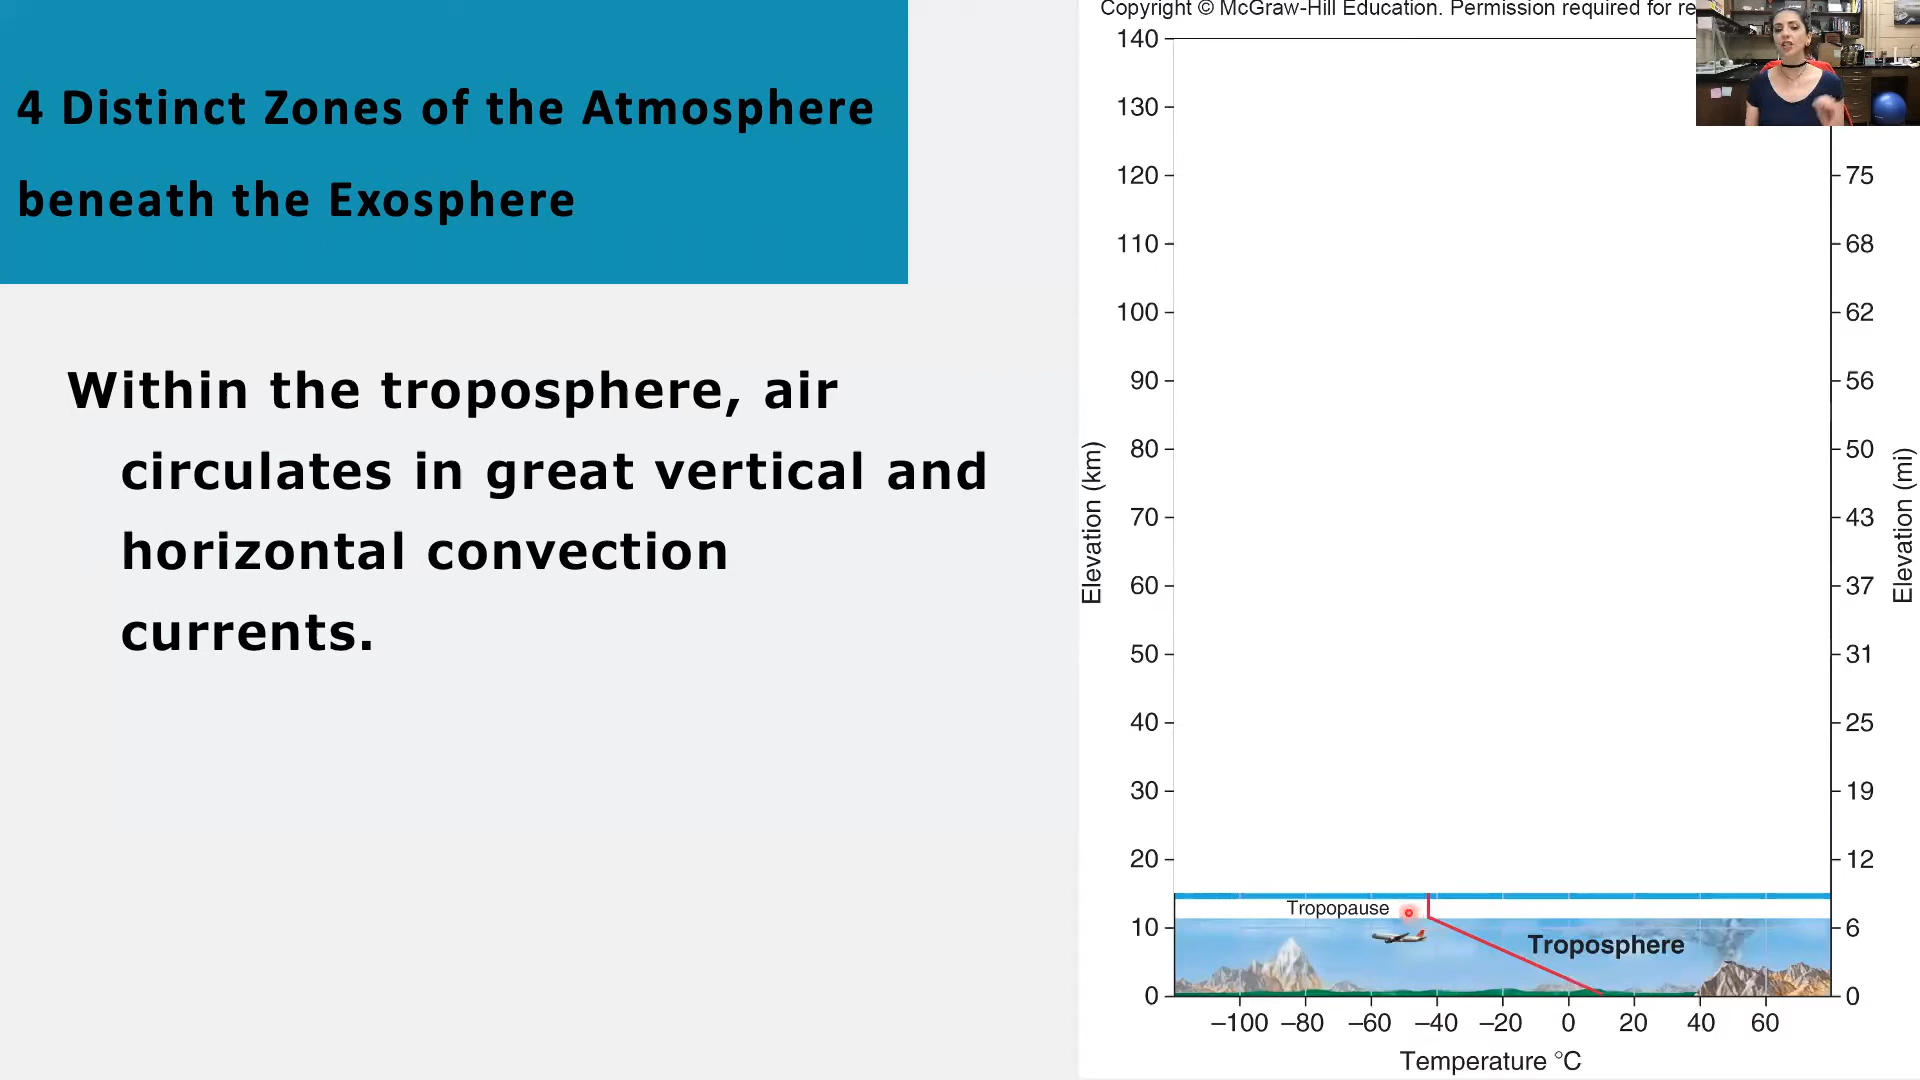 4 Distinct Zones of the Atmosphere
beneath the Exosphere
Within the troposphere, air
circulates in great vertical and
horizontal convection
currents.
Copyright © McGraw-Hill Education. Permission required for
140
130
120
110
100
90
80
70
60
50
40
30
20
10
0
Elevation (km)
75
68
62
56
50
43
37
31
25
19
12
6
0
Elevation (mi)
Tropopause
Troposphere
–100 –80 –60 –40 –20 0 20 40 60
Temperature °C